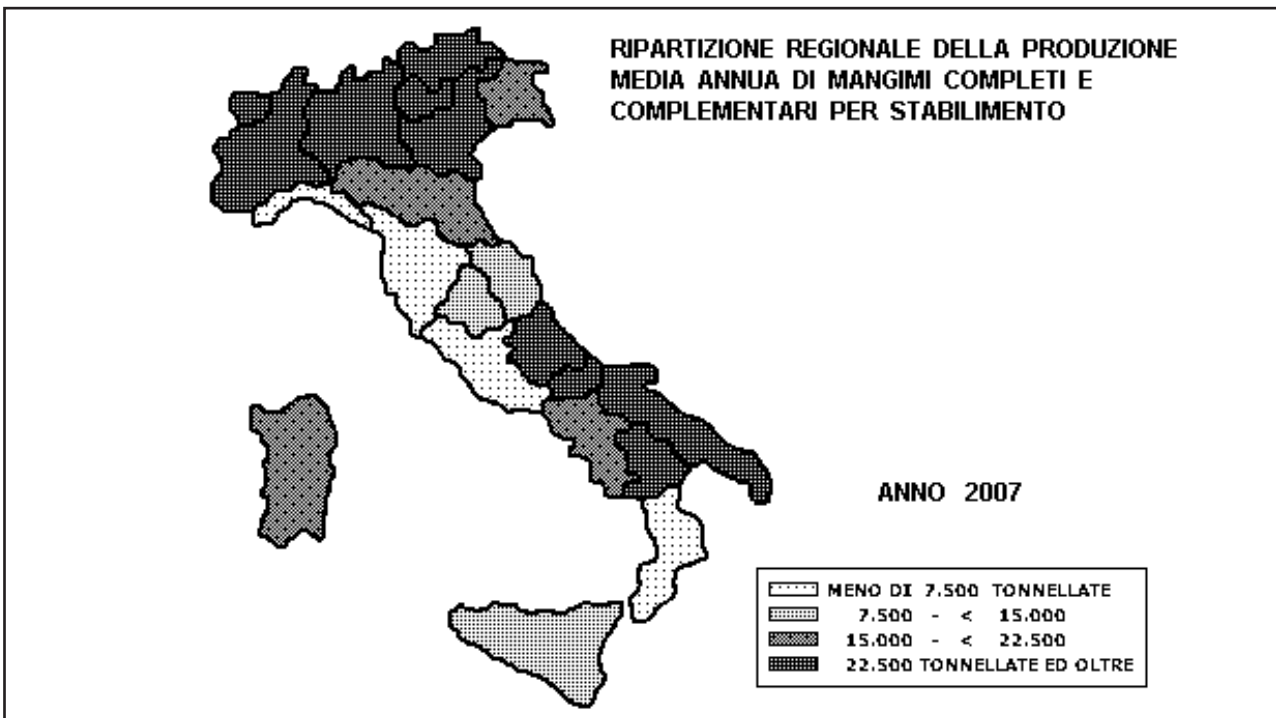 RIPARTIZIONE REGIONALE DELLA PRODUZIONE
MEDIA ANNUA DI MANGIMI COMPLETI E
COMPLEMENTARI PER STABILIMENTO
ANNO 2007
MENO DI 7.500 TONNELLATE
7.500 - < 15.000
15.000 - < 22.500
22.500 TONNELLATE ED OLTRE